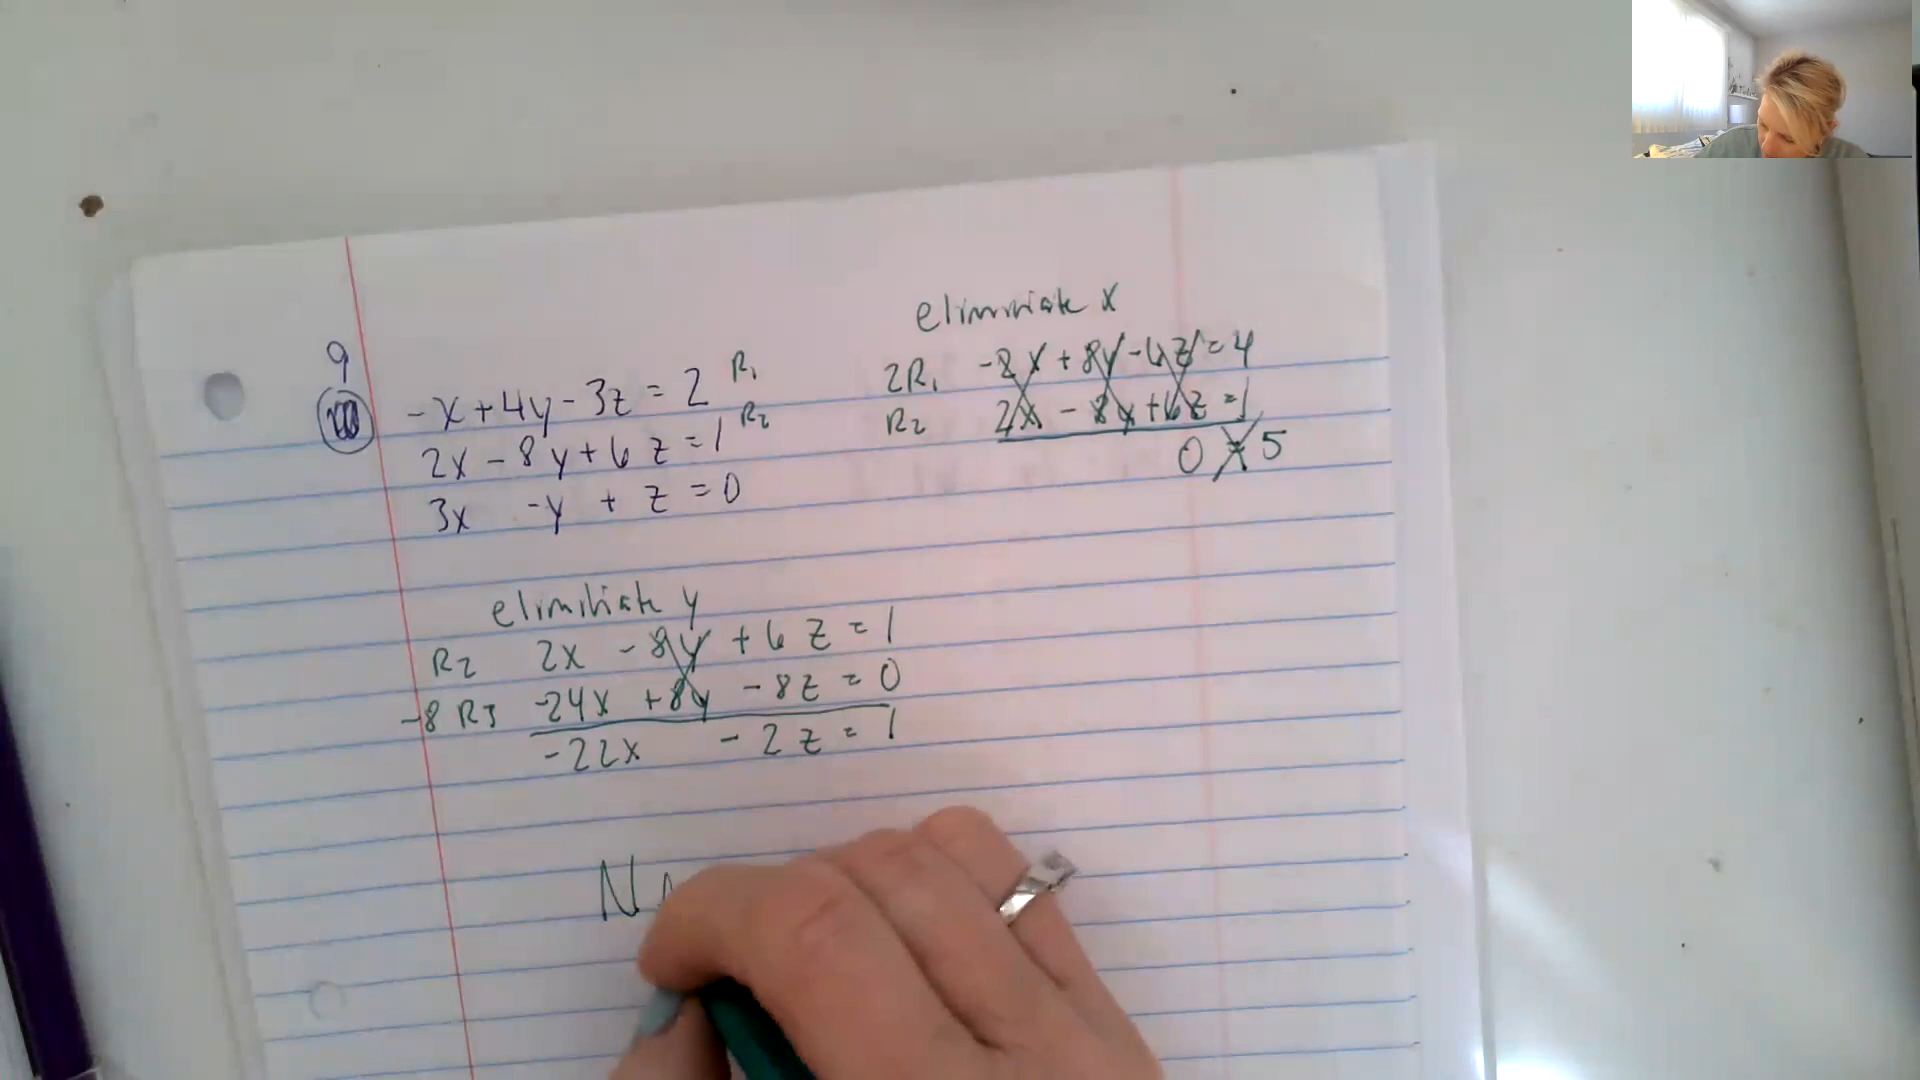 9
-x + 4y - 3z = 2 R1
2x - 8y + 6z = 1 R2
3x - y + z = 0
eliminate x
2R1 -2x + 8y - 6z = 4
R2 2x - 8y + 6z = 1
0 ≠ 5
eliminate y
R2 2x - 8y + 6z = 1
-8R3 -24x + 8y - 8z = 0
-22x - 2z = 1
N